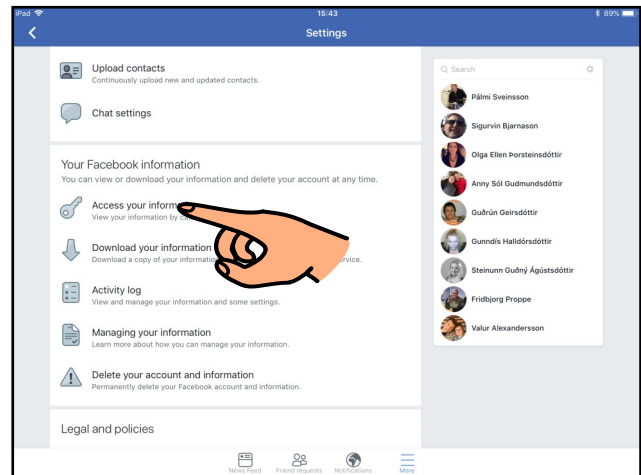 iPad 15:43 89%
Settings
Upload contacts
Continuously upload new and updated contacts.
Chat settings
Your Facebook information
You can view or download your information and delete your account at any time.
Access your inform
View your information by
Download your information
Download a copy of your information
Activity log
View and manage your information and some settings.
Managing your information
Learn more about how you can manage your information.
Delete your account and information
Permanently delete your Facebook account and information.
Legal and policies
Search
Pálmi Sveinsson
Sigurvin Bjarnason
Olga Ellen Þorsteinsdóttir
Anny Sól Gudmundsdóttir
Guðrún Geirsdóttir
Gunndís Halldórsdóttir
Steinunn Guðný Ágústsdóttir
Fridbjorg Proppe
Valur Alexandersson
News Feed Friend requests Notifications More